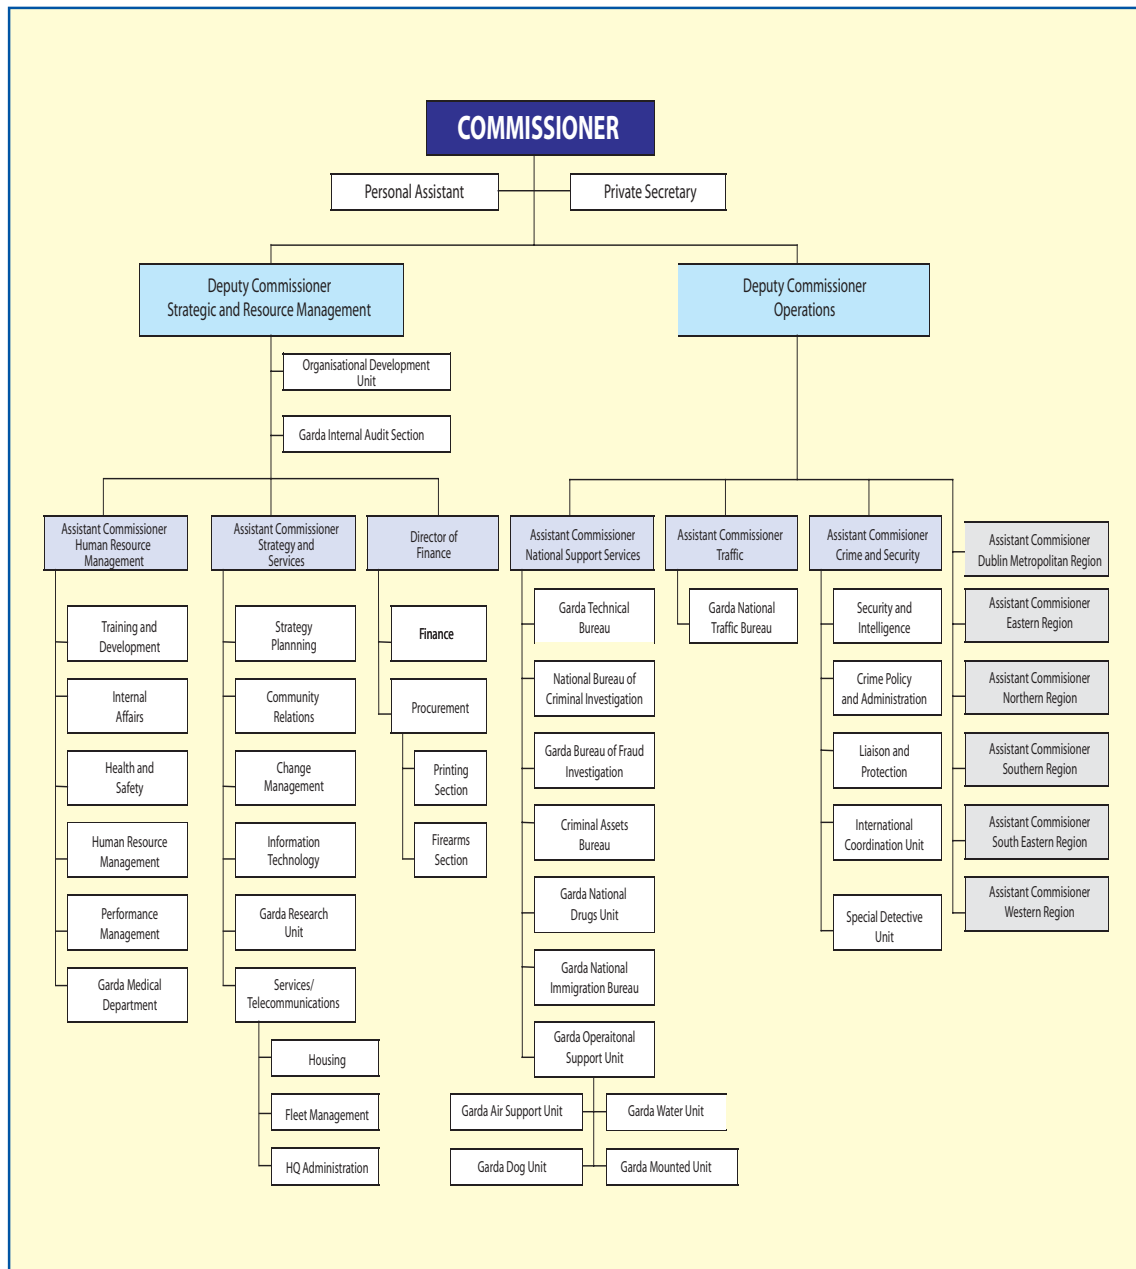 COMMISSIONER
Personal Assistant
Private Secretary
Deputy Commissioner
Strategic and Resource Management
Deputy Commissioner
Operations
Organisational Development
Unit
Garda Internal Audit Section
Assistant Commissioner
Human Resource
Management
Assistant Commissioner
Strategy and
Services
Director of
Finance
Assistant Commissioner
National Support Services
Assistant Commissioner
Traffic
Assistant Commisioner
Crime and Security
Assistant Commisioner
Dublin Metropolitan Region
Training and
Development
Internal
Affairs
Health and
Safety
Human Resource
Management
Performance
Management
Garda Medical
Department
Strategy
Plannning
Community
Relations
Change
Management
Information
Technology
Garda Research
Unit
Services/
Telecommunications
Housing
Fleet Management
HQ Administration
Finance
Procurement
Printing
Section
Firearms
Section
Garda Technical
Bureau
National Bureau of
Criminal Investigation
Garda Bureau of Fraud
Investigation
Criminal Assets
Bureau
Garda National
Drugs Unit
Garda National
Immigration Bureau
Garda Operaitonal
Support Unit
Garda Air Support Unit
Garda Water Unit
Garda Dog Unit
Garda Mounted Unit
Garda National
Traffic Bureau
Security and
Intelligence
Crime Policy
and Administration
Liaison and
Protection
International
Coordination Unit
Special Detective
Unit
Assistant Commisioner
Eastern Region
Assistant Commisioner
Northern Region
Assistant Commisioner
Southern Region
Assistant Commisioner
South Eastern Region
Assistant Commisioner
Western Region